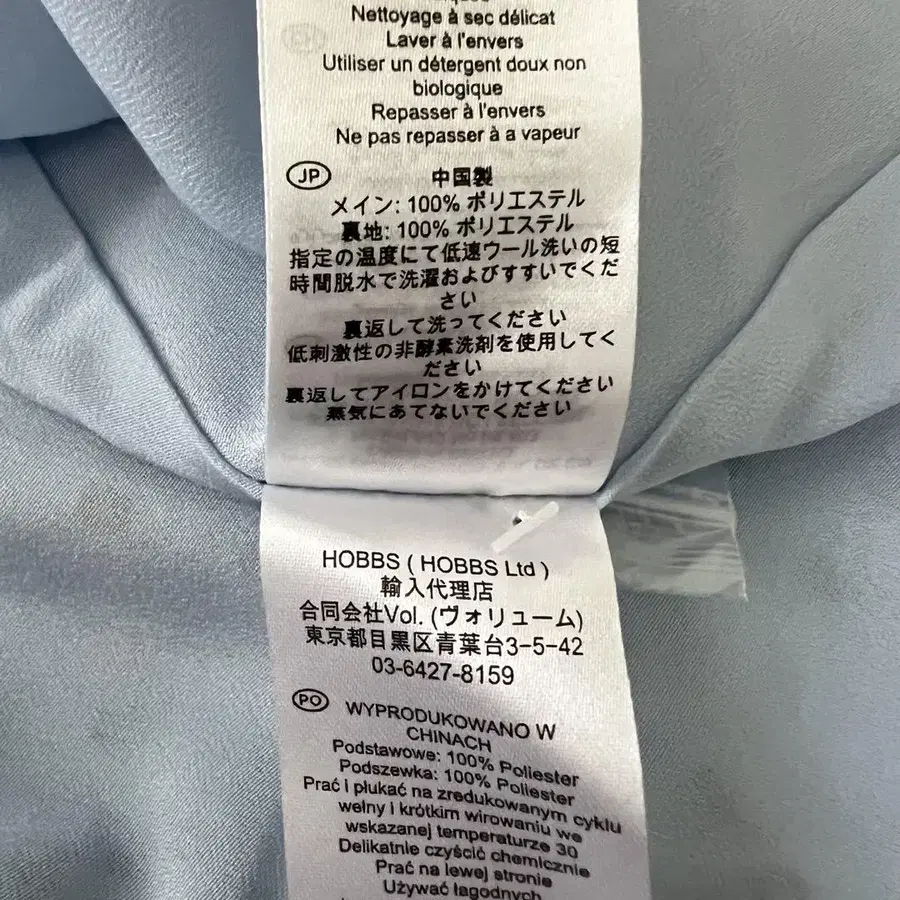 Nettoyage à sec délicat
Laver à l'envers
Utiliser un détergent doux non
biologique
Repasser à l'envers
Ne pas repasser à a vapeur
JP
中国製
メイン: 100% ポリエステル
裏地: 100% ポリエステル
指定の温度にて低速ウール洗いの短
時間脱水で洗濯およびすすいでくだ
さい
裏返して洗ってください
低刺激性の非酵素洗剤を使用してく
ださい
裏返してアイロンをかけてください
蒸気にあてないでください
HOBBS ( HOBBS Ltd )
輸入代理店
合同会社Vol. (ヴォリューム)
東京都目黒区青葉台3-5-42
03-6427-8159
PO
WYPRODUKOWANO W
CHINACH
Podstawowe: 100% Poliester
Podszewka: 100% Poliester
Prać i płukać na zredukowanym cyklu
wełny i krótkim wirowaniu we
wskazanej temperaturze 30
Delikatnie czyścić chemicznie
Prać na lewej stronie
Używać łagodnych